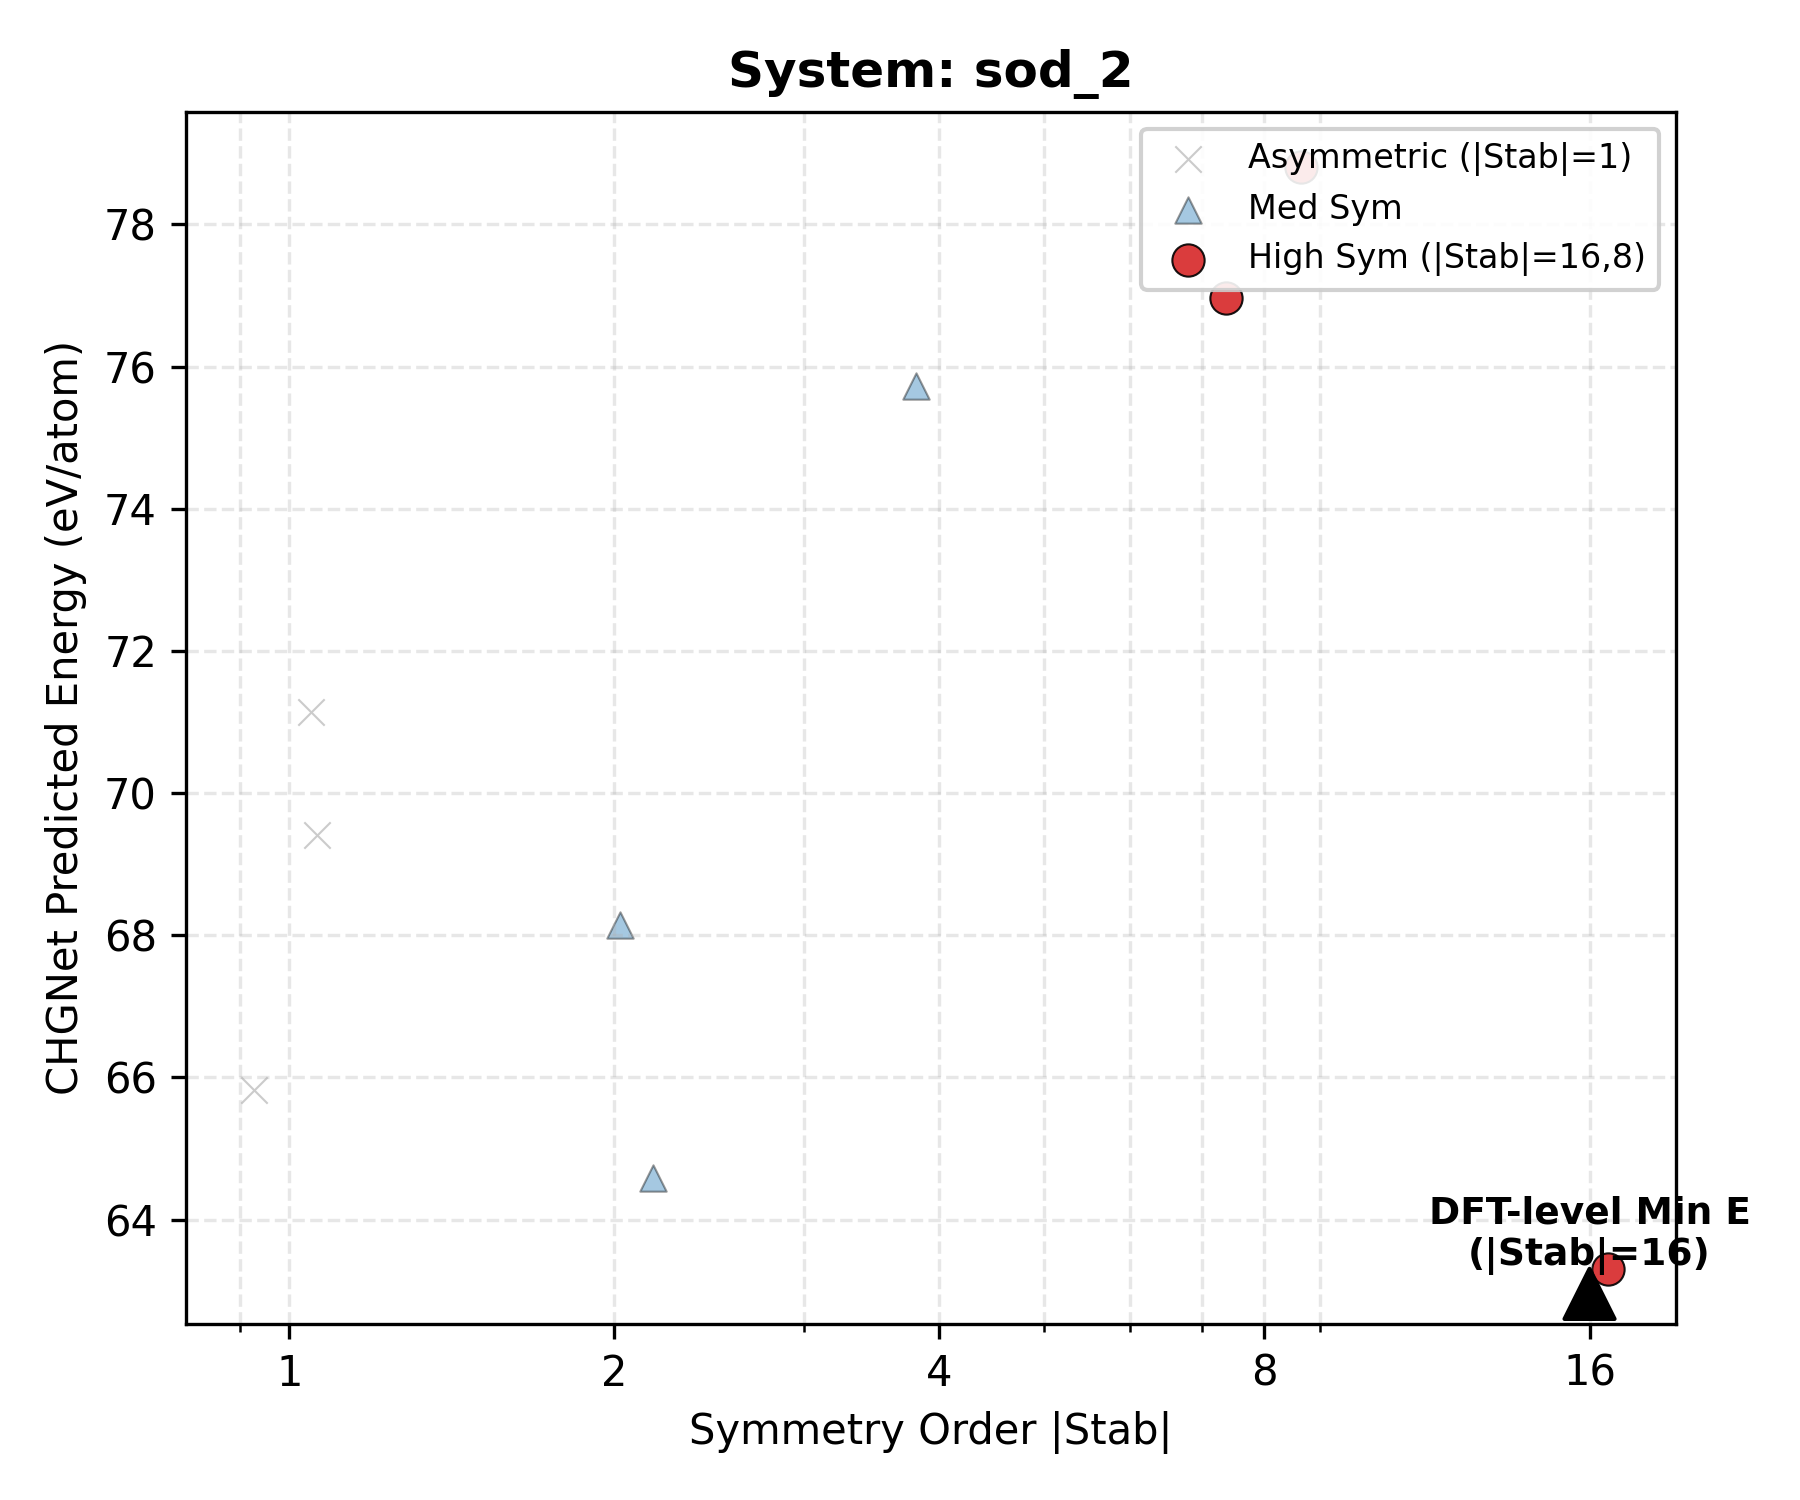 System: sod_2
Asymmetric (|Stab|=1)
Med Sym
High Sym (|Stab|=16,8)
CHGNet Predicted Energy (eV/atom)
78
76
74
72
70
68
66
64
DFT-level Min E
(|Stab|=16)
1
2
4
8
16
Symmetry Order |Stab|